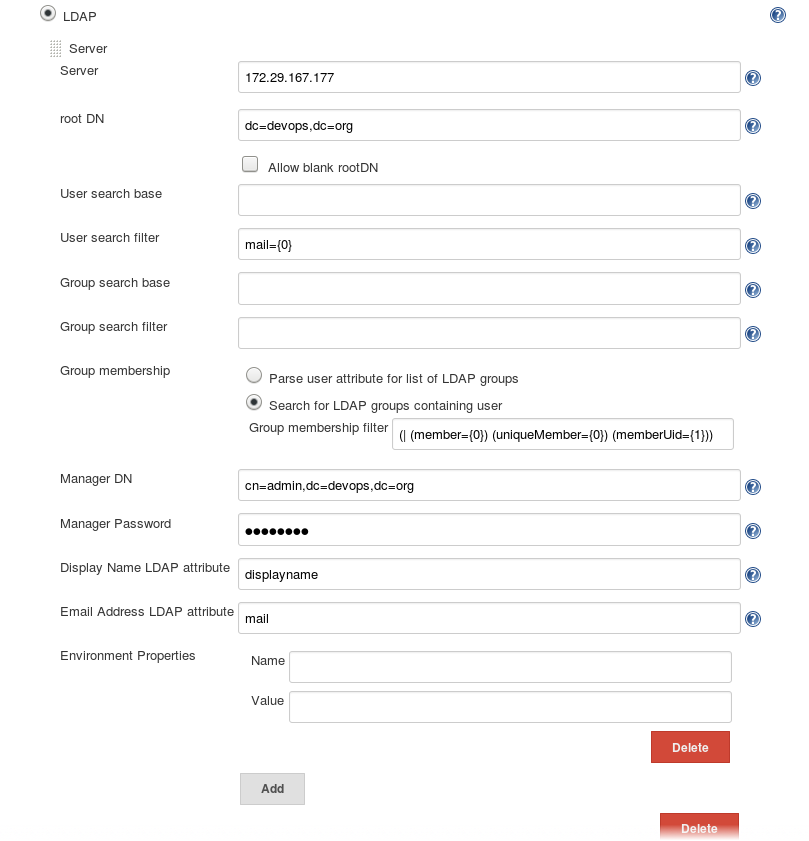 LDAP
Server
Server
172.29.167.177
root DN
dc=devops,dc=org
Allow blank rootDN
User search base
User search filter
mail={0}
Group search base
Group search filter
Group membership
Parse user attribute for list of LDAP groups
Search for LDAP groups containing user
Group membership filter
(| (member={0}) (uniqueMember={0}) (memberUid={1}))
Manager DN
cn=admin,dc=devops,dc=org
Manager Password
●●●●●●●●
Display Name LDAP attribute
displayname
Email Address LDAP attribute
mail
Environment Properties
Name
Value
Delete
Add
Delete